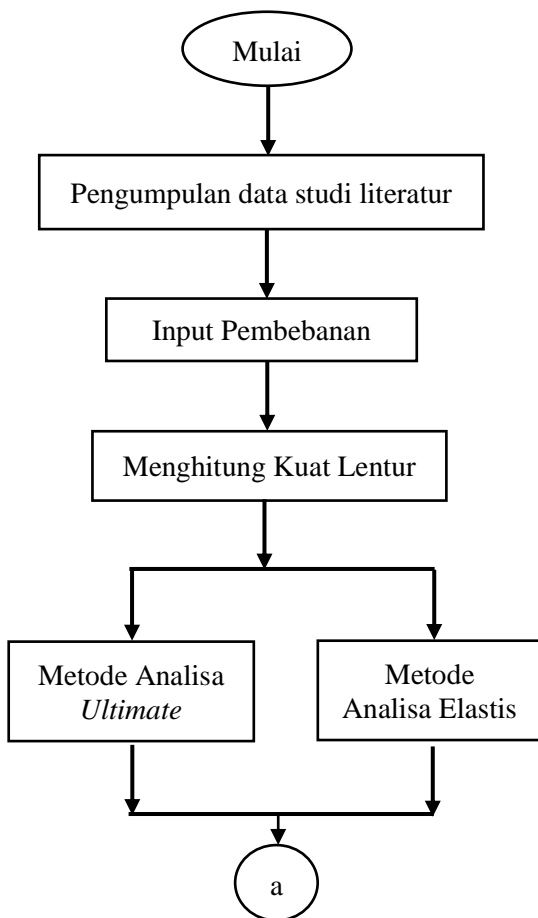 Mulai
Pengumpulan data studi literatur
Input Pembebanan
Menghitung Kuat Lentur
Metode Analisa
Ultimate
Metode
Analisa Elastis
a